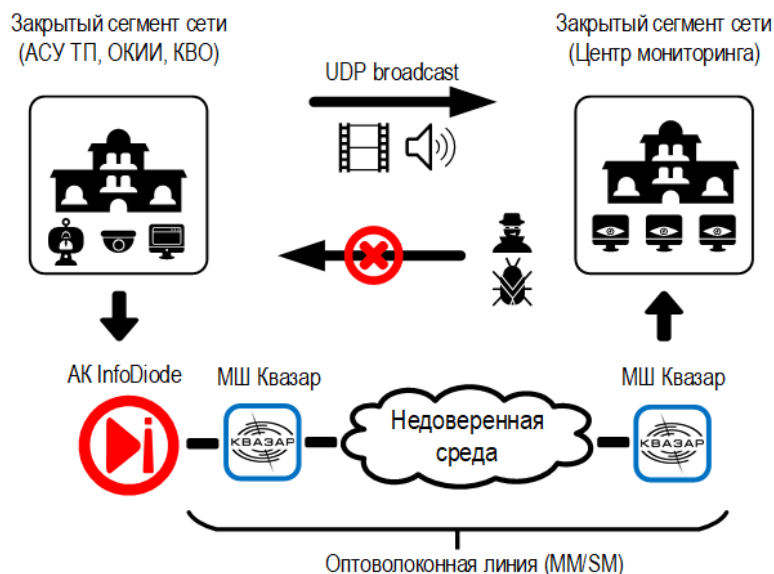 Закрытый сегмент сети
(АСУ ТП, ОКИИ, КВО)
Закрытый сегмент сети
(Центр мониторинга)
UDP broadcast
АК InfoDiode
МШ Квазар
МШ Квазар
КВАЗАР
Недоверенная
среда
КВАЗАР
Оптоволоконная линия (MM/SM)